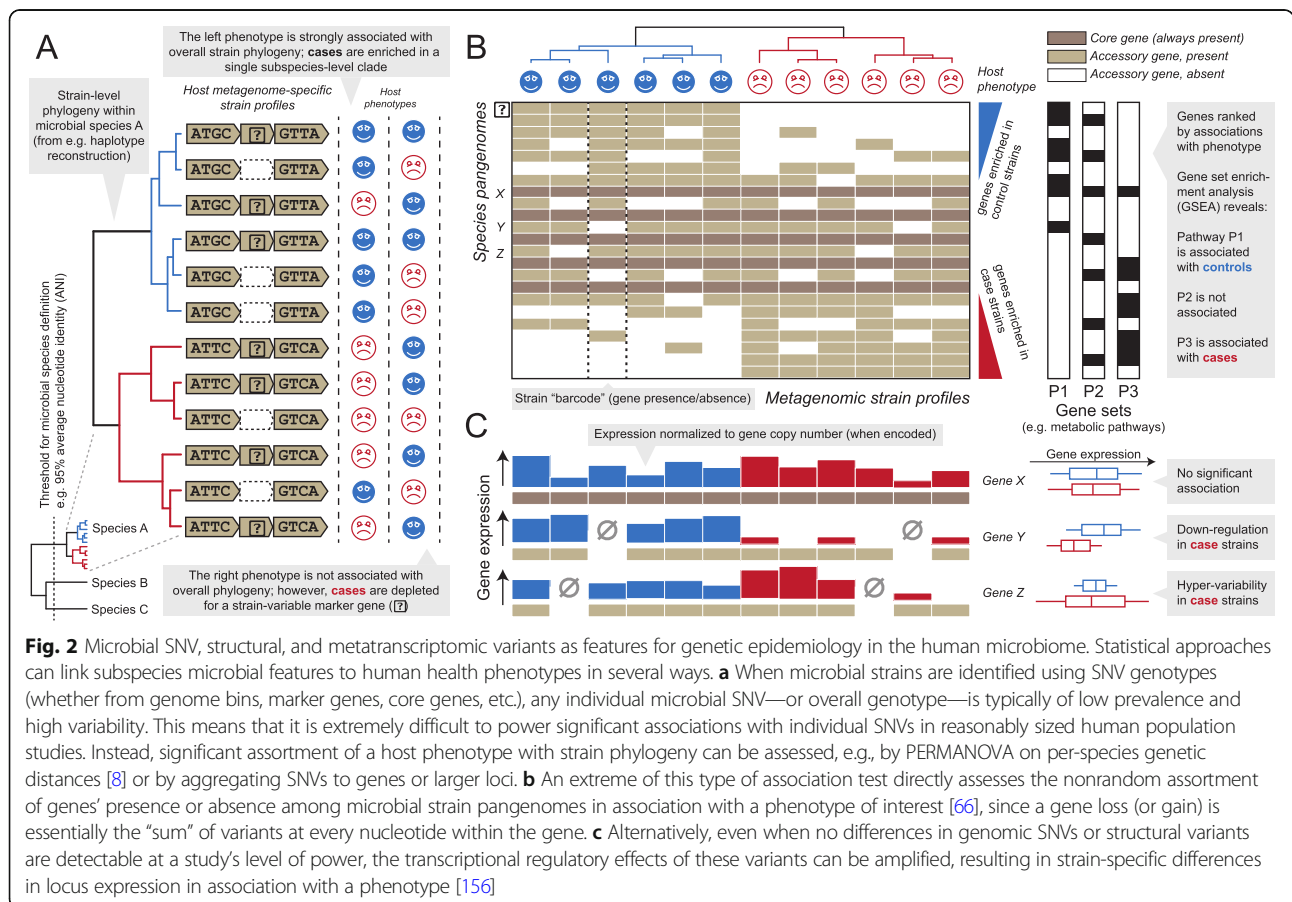 A
The left phenotype is strongly associated with
overall strain phylogeny; cases are enriched in a
single subspecies-level clade
Strain-level
phylogeny within
microbial species A
(from e.g. haplotype
reconstruction)
Host metagenome-specific
strain profiles
Host
phenotypes
ATGC ? GTTA
ATGC GTTA
ATGC ? GTTA
ATGC ? GTTA
ATGC GTTA
ATGC GTTA
ATTC ? GTCA
ATTC ? GTCA
ATTC GTCA
ATTC ? GTCA
ATTC GTCA
ATTC ? GTCA
Threshold for microbial species definition
e.g. 95% average nucleotide identity (ANI)
Species A
Species B
Species C
The right phenotype is not associated with
overall phylogeny; however, cases are depleted
for a strain-variable marker gene (?)
B
Host
phenotype
Species pangenomes
?
X
Y
Z
genes enriched in
control strains
genes enriched in
case strains
Strain "barcode" (gene presence/absence)
Metagenomic strain profiles
Core gene (always present)
Accessory gene, present
Accessory gene, absent
P1 P2 P3
Gene sets
(e.g. metabolic pathways)
Genes ranked
by associations
with phenotype
Gene set enrich-
ment analysis
(GSEA) reveals:
Pathway P1
is associated
with controls
P2 is not
associated
P3 is associated
with cases
C
Expression normalized to gene copy number (when encoded)
Gene expression
Gene X
Gene Y
Gene Z
∅ ∅
∅ ∅
Gene expression
No significant
association
Down-regulation
in case strains
Hyper-variability
in case strains
Fig. 2 Microbial SNV, structural, and metatranscriptomic variants as features for genetic epidemiology in the human microbiome. Statistical approaches
can link subspecies microbial features to human health phenotypes in several ways. a When microbial strains are identified using SNV genotypes
(whether from genome bins, marker genes, core genes, etc.), any individual microbial SNV—or overall genotype—is typically of low prevalence and
high variability. This means that it is extremely difficult to power significant associations with individual SNVs in reasonably sized human population
studies. Instead, significant assortment of a host phenotype with strain phylogeny can be assessed, e.g., by PERMANOVA on per-species genetic
distances [8] or by aggregating SNVs to genes or larger loci. b An extreme of this type of association test directly assesses the nonrandom assortment
of genes' presence or absence among microbial strain pangenomes in association with a phenotype of interest [66], since a gene loss (or gain) is
essentially the "sum" of variants at every nucleotide within the gene. c Alternatively, even when no differences in genomic SNVs or structural variants
are detectable at a study's level of power, the transcriptional regulatory effects of these variants can be amplified, resulting in strain-specific differences
in locus expression in association with a phenotype [156]